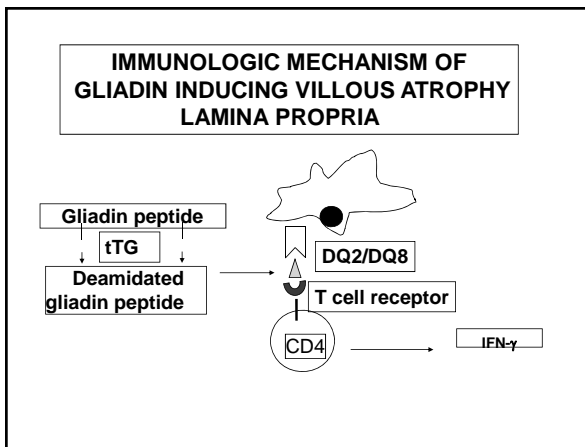 IMMUNOLOGIC MECHANISM OF
GLIADIN INDUCING VILLOUS ATROPHY
LAMINA PROPRIA
Gliadin peptide
tTG
Deamidated
gliadin peptide
DQ2/DQ8
T cell receptor
CD4
IFN-γ